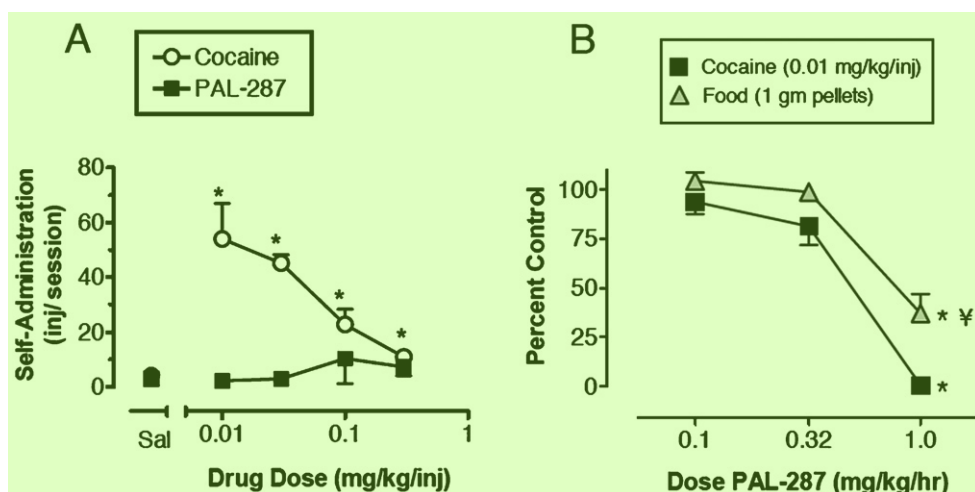 A
Cocaine
PAL-287
Self-Administration
(inj/session)
80
60
40
20
0
*
*
*
*
Sal
0.01
0.1
1
Drug Dose (mg/kg/inj)
B
Cocaine (0.01 mg/kg/inj)
Food (1 gm pellets)
Percent Control
100
75
50
25
0
* ¥
*
0.1
0.32
1.0
Dose PAL-287 (mg/kg/hr)